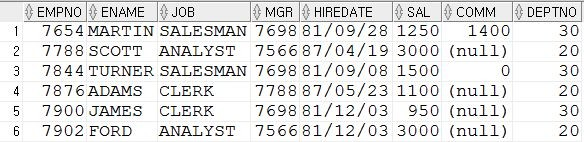 EMPNO ENAME JOB MGR HIREDATE SAL COMM DEPTNO
1 7654 MARTIN SALESMAN 7698 81/09/28 1250 1400 30
2 7788 SCOTT ANALYST 7566 87/04/19 3000 (null) 20
3 7844 TURNER SALESMAN 7698 81/09/08 1500 0 30
4 7876 ADAMS CLERK 7788 87/05/23 1100 (null) 20
5 7900 JAMES CLERK 7698 81/12/03 950 (null) 30
6 7902 FORD ANALYST 7566 81/12/03 3000 (null) 20